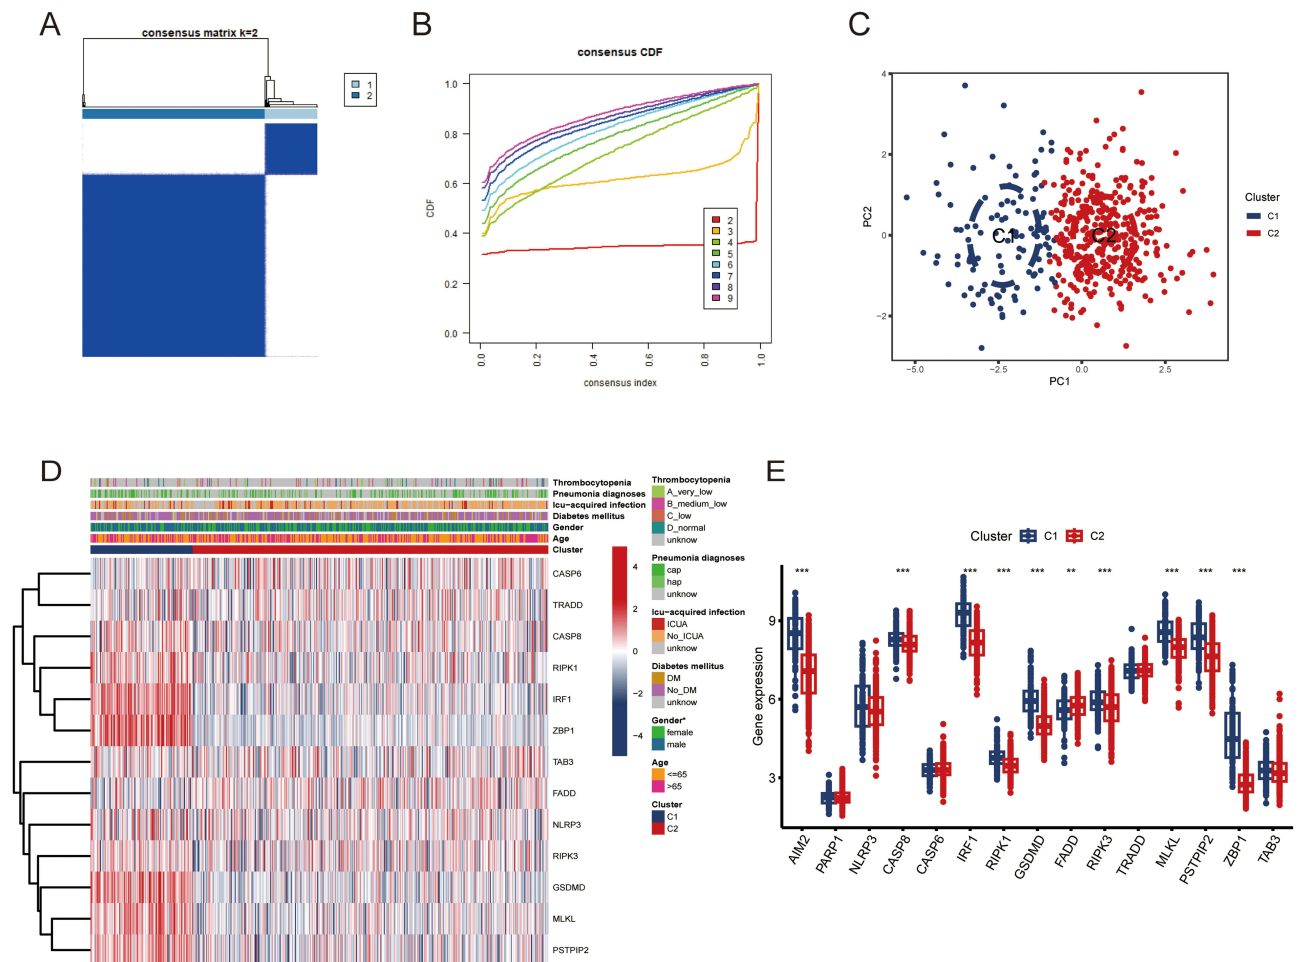 A
consensus matrix k=2
1
2
B
consensus CDF
1.0
0.8
0.6
0.4
0.2
0.0
CDF
0.0
0.2
0.4
0.6
0.8
1.0
consensus index
2
3
4
5
6
7
8
9
C
4
2
0
−2
PC2
−5.0
−2.5
0.0
2.5
PC1
C1
C2
Cluster
C1
C2
D
Thrombocytopenia
Pneumonia diagnoses
Icu-acquired infection
Diabetes mellitus
Gender
Age
Cluster
CASP6
TRADD
CASP8
RIPK1
IRF1
ZBP1
TAB3
FADD
NLRP3
RIPK3
GSDMD
MLKL
PSTPIP2
4
2
0
−2
−4
Thrombocytopenia
A_very_low
B_medium_low
C_low
D_normal
unknow
Pneumonia diagnoses
cap
hap
unknow
Icu-acquired infection
ICUA
No_ICUA
unknow
Diabetes mellitus
DM
No_DM
unknow
Gender*
female
male
Age
<=65
>65
Cluster
C1
C2
E
Cluster C1 C2
*** *** *** *** *** ** *** *** *** ***
9
6
3
Gene expression
AIM2
PARP1
NLRP3
CASP8
CASP6
IRF1
RIPK1
GSDMD
FADD
RIPK3
TRADD
MLKL
PSTPIP2
ZBP1
TAB3